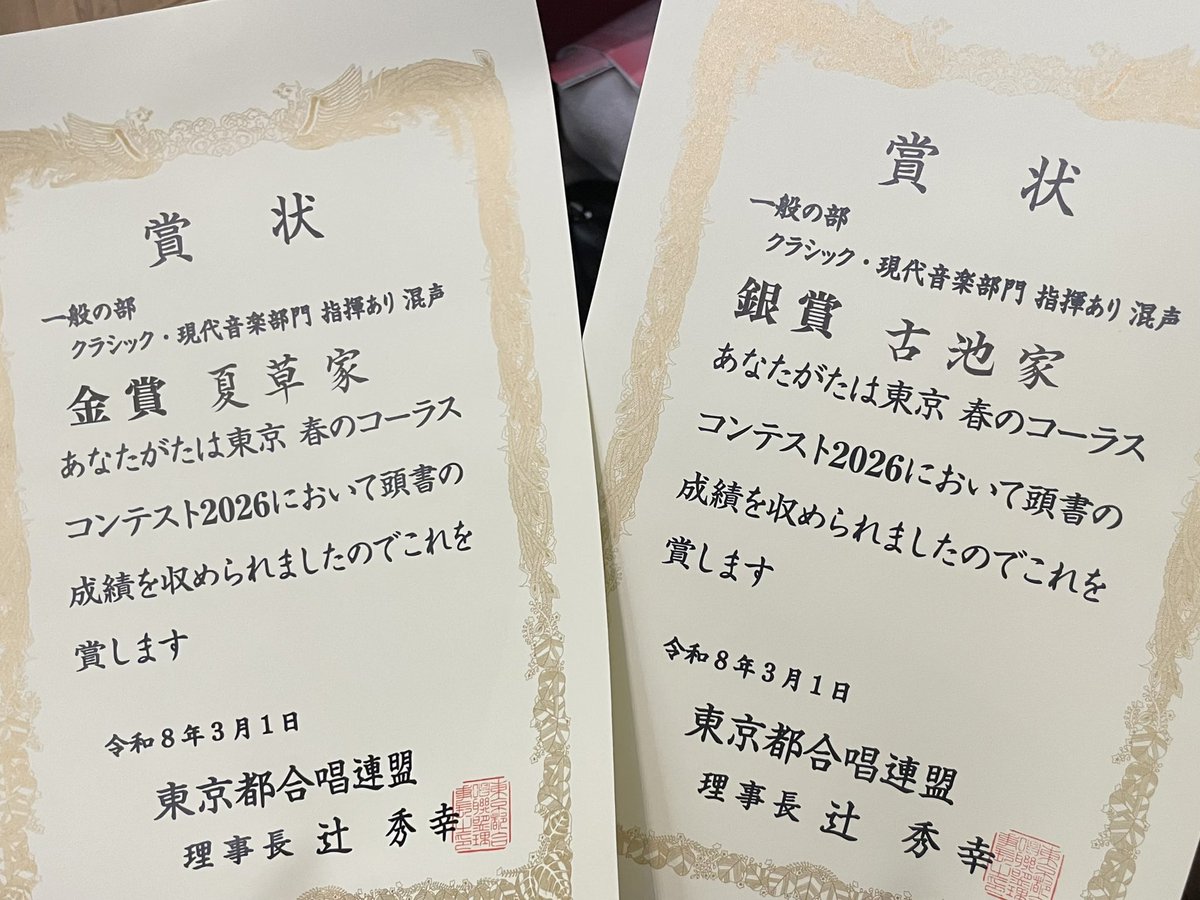 賞状
一般の部
クラシック・現代音楽部門 指揮あり 混声
金賞 夏草家
あなたがたは東京 春のコーラス
コンテスト2026において頭書の
成績を収められましたのでこれを
賞します
令和8年3月1日
東京都合唱連盟
理事長 辻 秀幸
賞状
一般の部
クラシック・現代音楽部門 指揮あり 混声
銀賞 古池家
あなたがたは東京 春のコーラス
コンテスト2026において頭書の
成績を収められましたのでこれを
賞します
令和8年3月1日
東京都合唱連盟
理事長 辻 秀幸